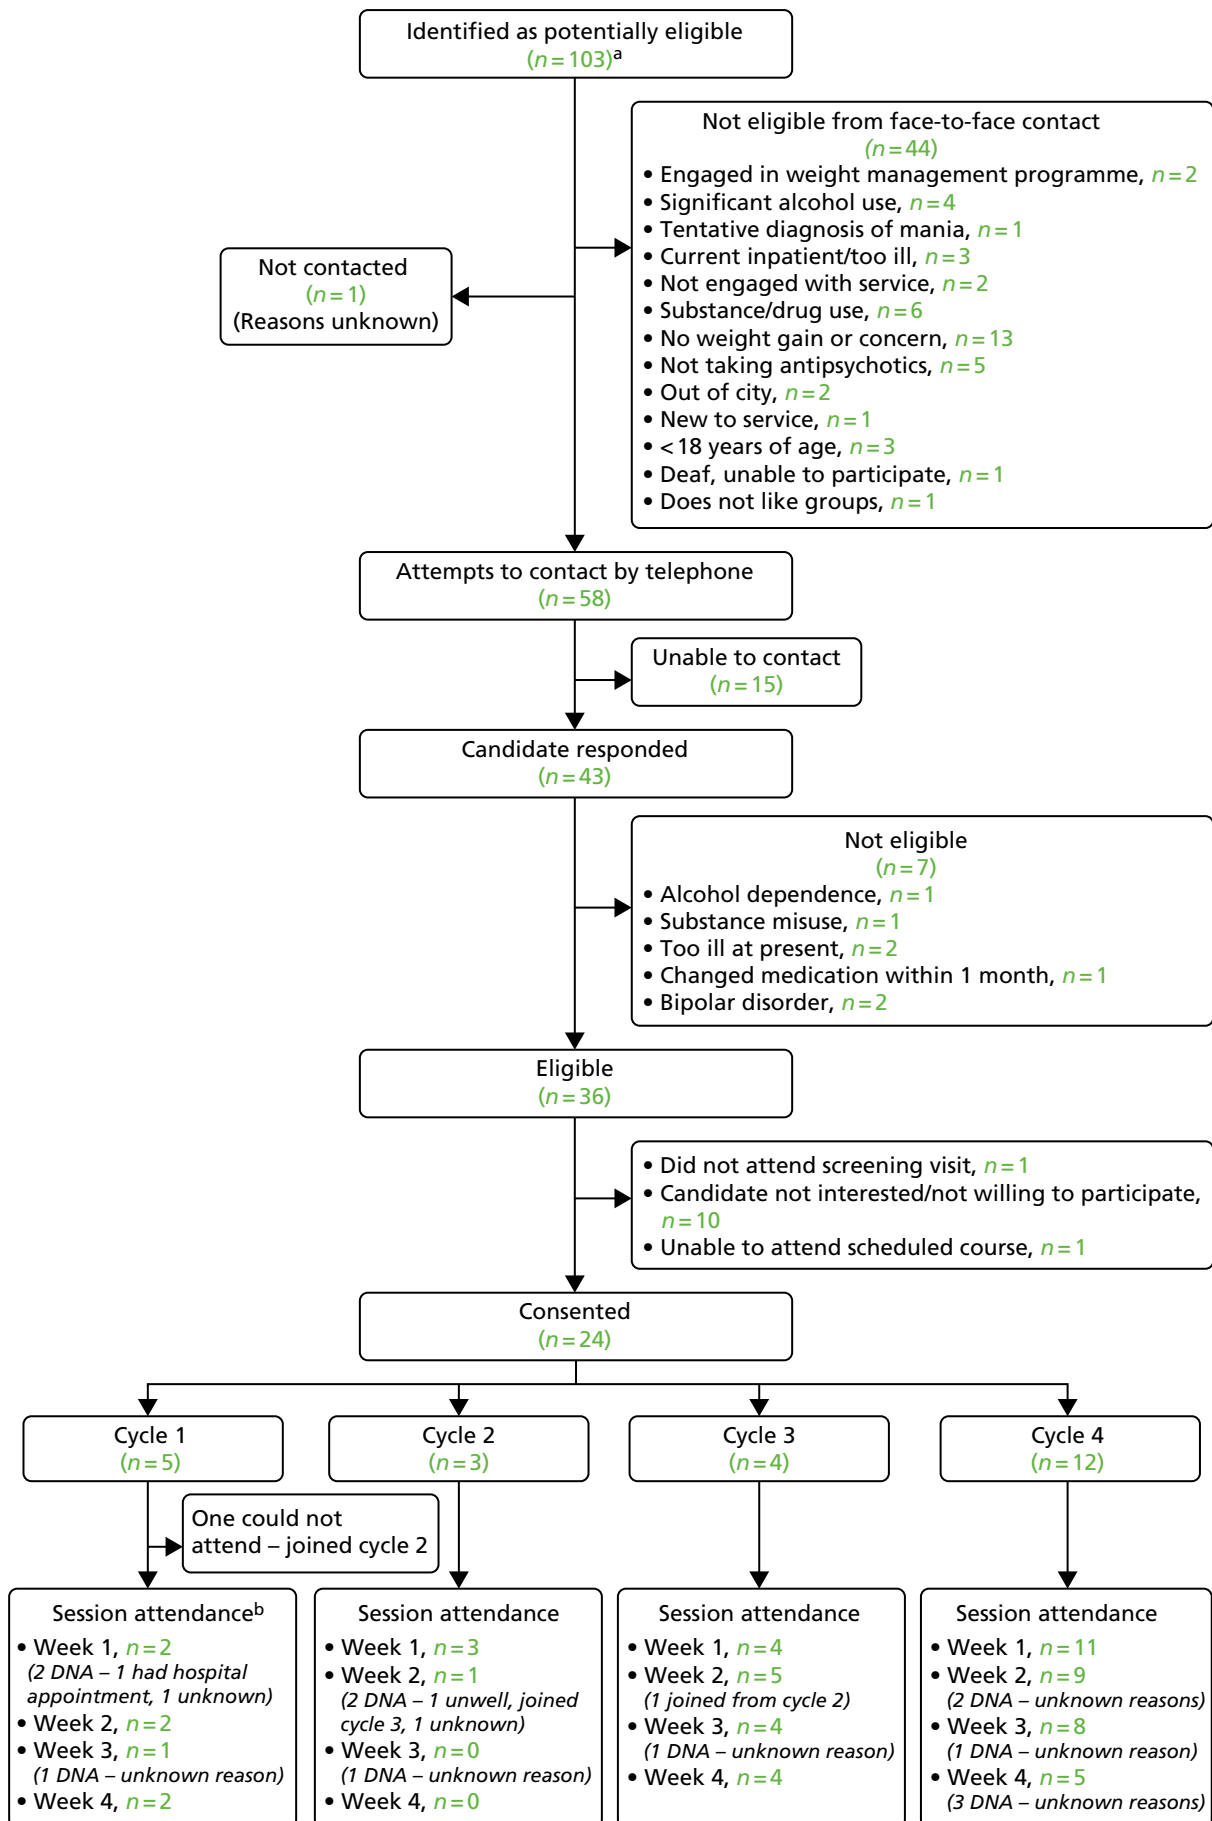 Identified as potentially eligible
(n=103)a
Not eligible from face-to-face contact
(n=44)
• Engaged in weight management programme, n=2
• Significant alcohol use, n=4
• Tentative diagnosis of mania, n=1
• Current inpatient/too ill, n=3
• Not engaged with service, n=2
• Substance/drug use, n=6
• No weight gain or concern, n=13
• Not taking antipsychotics, n=5
• Out of city, n=2
• New to service, n=1
• <18 years of age, n=3
• Deaf, unable to participate, n=1
• Does not like groups, n=1
Not contacted
(n=1)
(Reasons unknown)
Attempts to contact by telephone
(n=58)
Unable to contact
(n=15)
Candidate responded
(n=43)
Not eligible
(n=7)
• Alcohol dependence, n=1
• Substance misuse, n=1
• Too ill at present, n=2
• Changed medication within 1 month, n=1
• Bipolar disorder, n=2
Eligible
(n=36)
• Did not attend screening visit, n=1
• Candidate not interested/not willing to participate,
n=10
• Unable to attend scheduled course, n=1
Consented
(n=24)
Cycle 1
(n=5)
Cycle 2
(n=3)
Cycle 3
(n=4)
Cycle 4
(n=12)
One could not
attend – joined cycle 2
Session attendanceb
• Week 1, n=2
(2 DNA – 1 had hospital
appointment, 1 unknown)
• Week 2, n=2
• Week 3, n=1
(1 DNA – unknown reason)
• Week 4, n=2
Session attendance
• Week 1, n=3
• Week 2, n=1
(2 DNA – 1 unwell, joined
cycle 3, 1 unknown)
• Week 3, n=0
(1 DNA – unknown reason)
• Week 4, n=0
Session attendance
• Week 1, n=4
• Week 2, n=5
(1 joined from cycle 2)
• Week 3, n=4
(1 DNA – unknown reason)
• Week 4, n=4
Session attendance
• Week 1, n=11
• Week 2, n=9
(2 DNA – unknown reasons)
• Week 3, n=8
(1 DNA – unknown reason)
• Week 4, n=5
(3 DNA – unknown reasons)